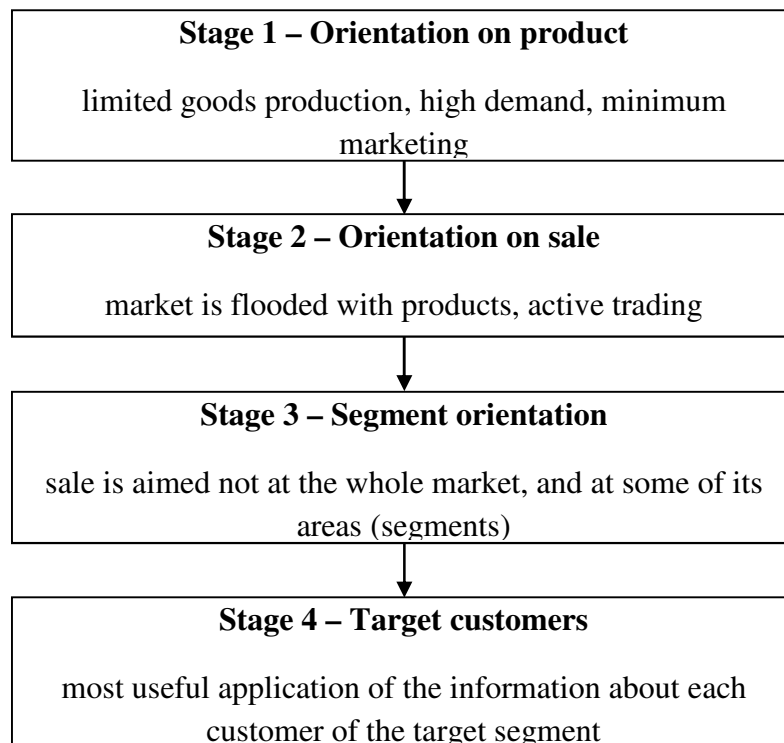 Stage 1 – Orientation on product
limited goods production, high demand, minimum
marketing
Stage 2 – Orientation on sale
market is flooded with products, active trading
Stage 3 – Segment orientation
sale is aimed not at the whole market, and at some of its
areas (segments)
Stage 4 – Target customers
most useful application of the information about each
customer of the target segment